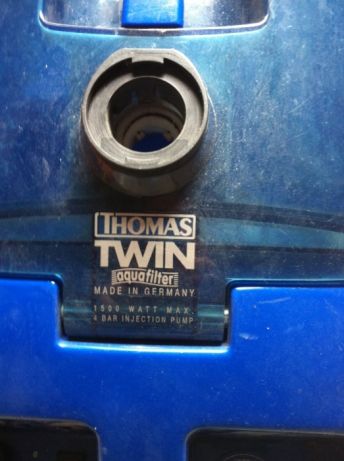 THOMAS
TWIN
aquafilter
MADE IN GERMANY
1500 WATT MAX.
4 BAR INJECTION PUMP